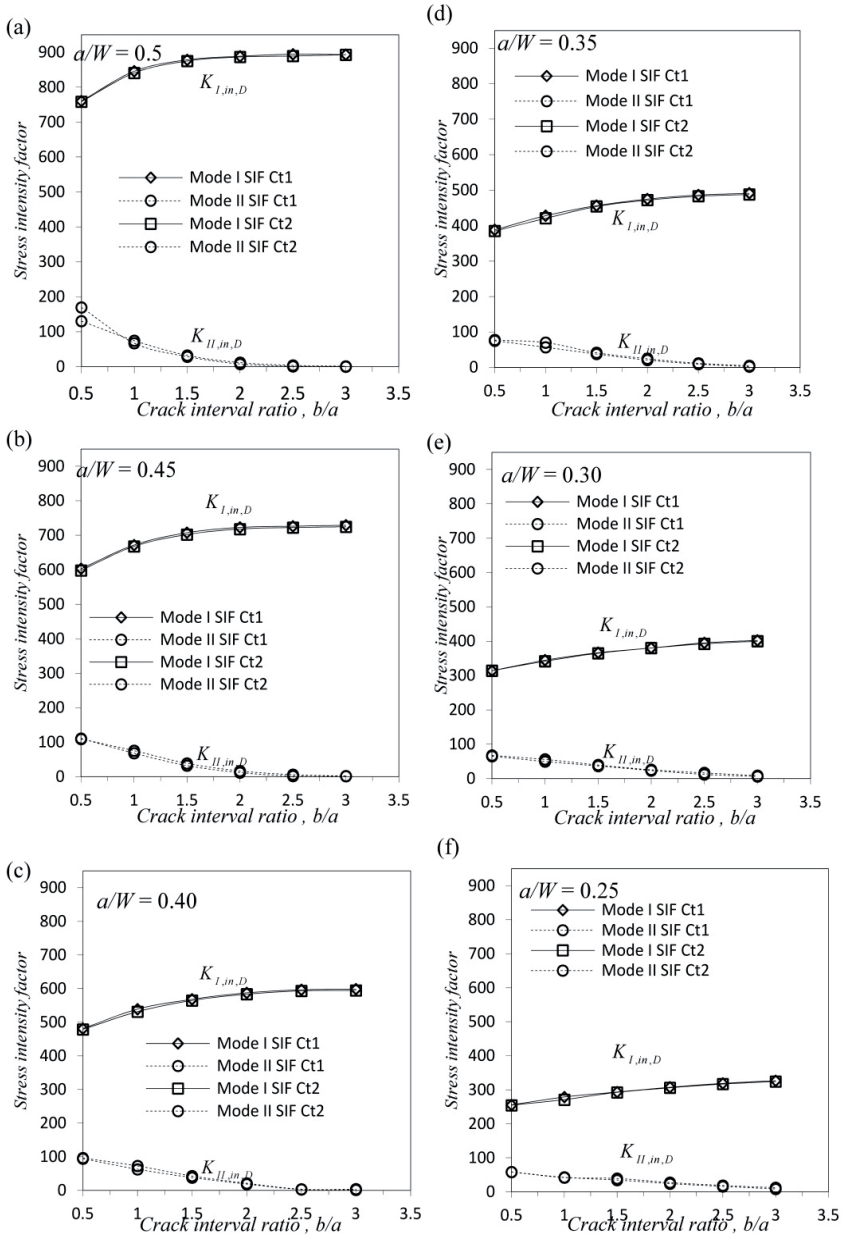 (a)
a/W = 0.5
Stress intensity factor
900
800
700
600
500
400
300
200
100
0
K I,in,D
Mode I SIF Ct1
Mode II SIF Ct1
Mode I SIF Ct2
Mode II SIF Ct2
K II,in,D
0.5 1 1.5 2 2.5 3 3.5
Crack interval ratio , b/a
(b)
a/W = 0.45
Stress intensity factor
900
800
700
600
500
400
300
200
100
0
K I,in,D
Mode I SIF Ct1
Mode II SIF Ct1
Mode I SIF Ct2
Mode II SIF Ct2
K II,in,D
0.5 1 1.5 2 2.5 3 3.5
Crack interval ratio , b/a
(c)
a/W = 0.40
Stress intensity factor
900
800
700
600
500
400
300
200
100
0
K I,in,D
Mode I SIF Ct1
Mode II SIF Ct1
Mode I SIF Ct2
Mode II SIF Ct2
K II,in,D
0.5 1 1.5 2 2.5 3 3.5
Crack interval ratio , b/a
(d)
a/W = 0.35
Stress intensity factor
900
800
700
600
500
400
300
200
100
0
Mode I SIF Ct1
Mode II SIF Ct1
Mode I SIF Ct2
Mode II SIF Ct2
K I,in,D
K II,in,D
0.5 1 1.5 2 2.5 3 3.5
Crack interval ratio , b/a
(e)
a/W = 0.30
Stress intensity factor
900
800
700
600
500
400
300
200
100
0
Mode I SIF Ct1
Mode II SIF Ct1
Mode I SIF Ct2
Mode II SIF Ct2
K I,in,D
K II,in,D
0.5 1 1.5 2 2.5 3 3.5
Crack interval ratio , b/a
(f)
a/W = 0.25
Stress intensity factor
900
800
700
600
500
400
300
200
100
0
Mode I SIF Ct1
Mode II SIF Ct1
Mode I SIF Ct2
Mode II SIF Ct2
K I,in,D
K II,in,D
0.5 1 1.5 2 2.5 3 3.5
Crack interval ratio , b/a